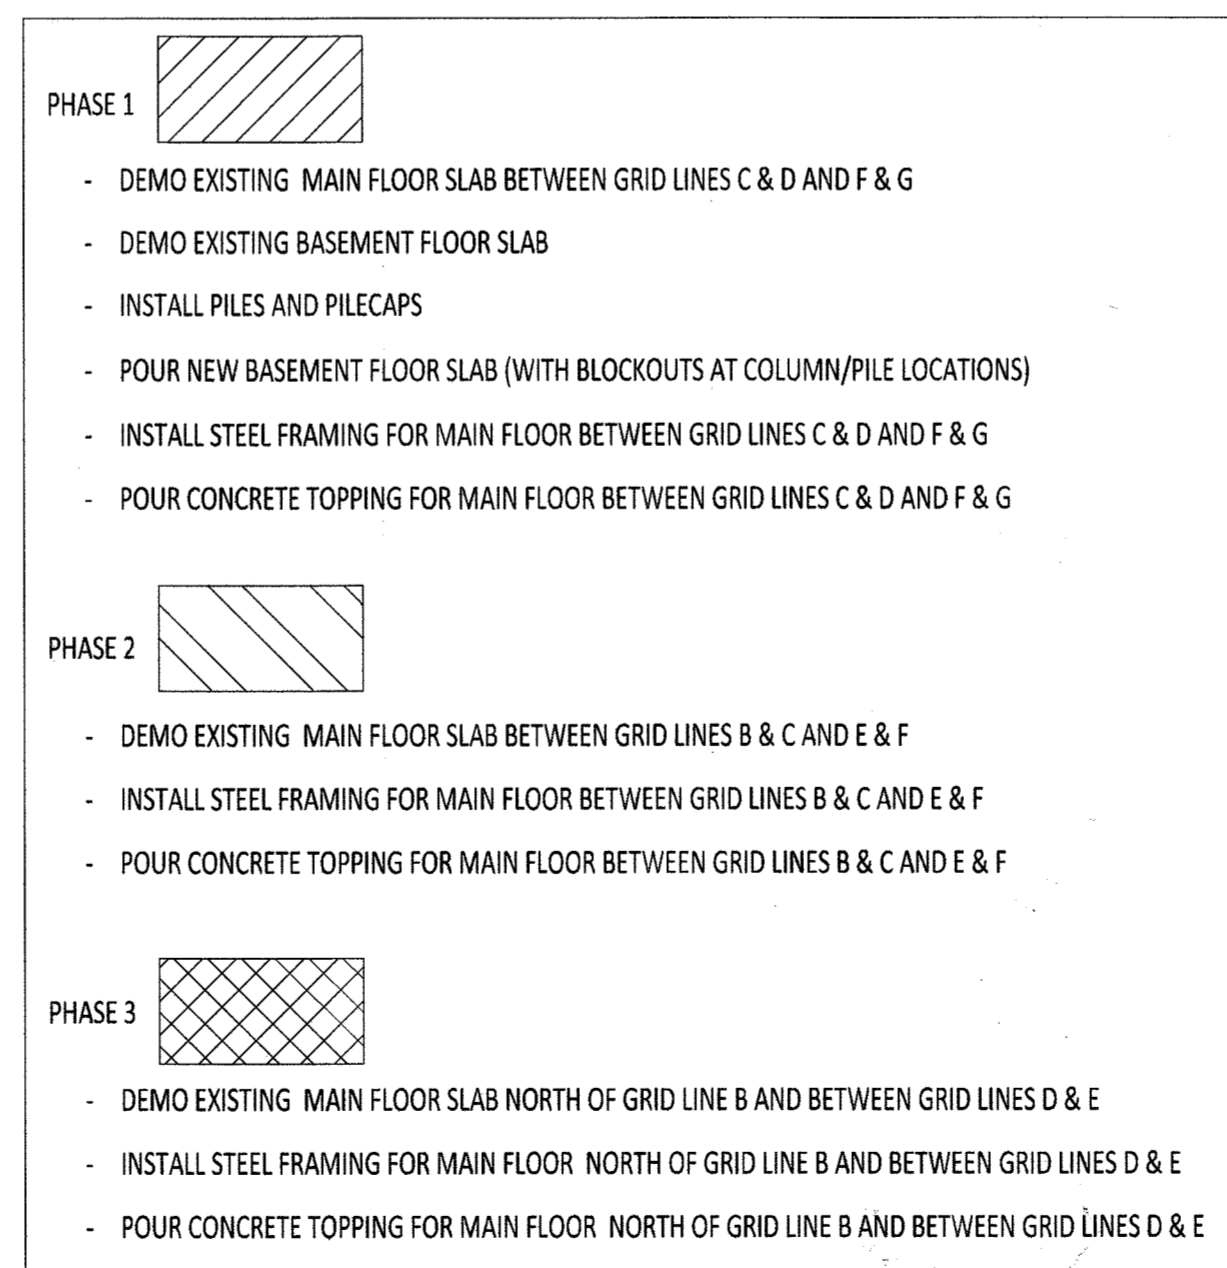 PHASE 1
- DEMO EXISTING MAIN FLOOR SLAB BETWEEN GRID LINES C & D AND F & G
- DEMO EXISTING BASEMENT FLOOR SLAB
- INSTALL PILES AND PILECAPS
- POUR NEW BASEMENT FLOOR SLAB (WITH BLOCKOUTS AT COLUMN/PILE LOCATIONS)
- INSTALL STEEL FRAMING FOR MAIN FLOOR BETWEEN GRID LINES C & D AND F & G
- POUR CONCRETE TOPPING FOR MAIN FLOOR BETWEEN GRID LINES C & D AND F & G
PHASE 2
- DEMO EXISTING MAIN FLOOR SLAB BETWEEN GRID LINES B & C AND E & F
- INSTALL STEEL FRAMING FOR MAIN FLOOR BETWEEN GRID LINES B & C AND E & F
- POUR CONCRETE TOPPING FOR MAIN FLOOR BETWEEN GRID LINES B & C AND E & F
PHASE 3
- DEMO EXISTING MAIN FLOOR SLAB NORTH OF GRID LINE B AND BETWEEN GRID LINES D & E
- INSTALL STEEL FRAMING FOR MAIN FLOOR NORTH OF GRID LINE B AND BETWEEN GRID LINES D & E
- POUR CONCRETE TOPPING FOR MAIN FLOOR NORTH OF GRID LINE B AND BETWEEN GRID LINES D & E